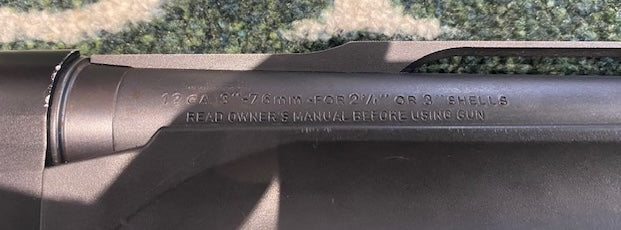 12 GA 3"-76mm-FOR 2¾" OR 3" SHELLS
READ OWNER'S MANUAL BEFORE USING GUN